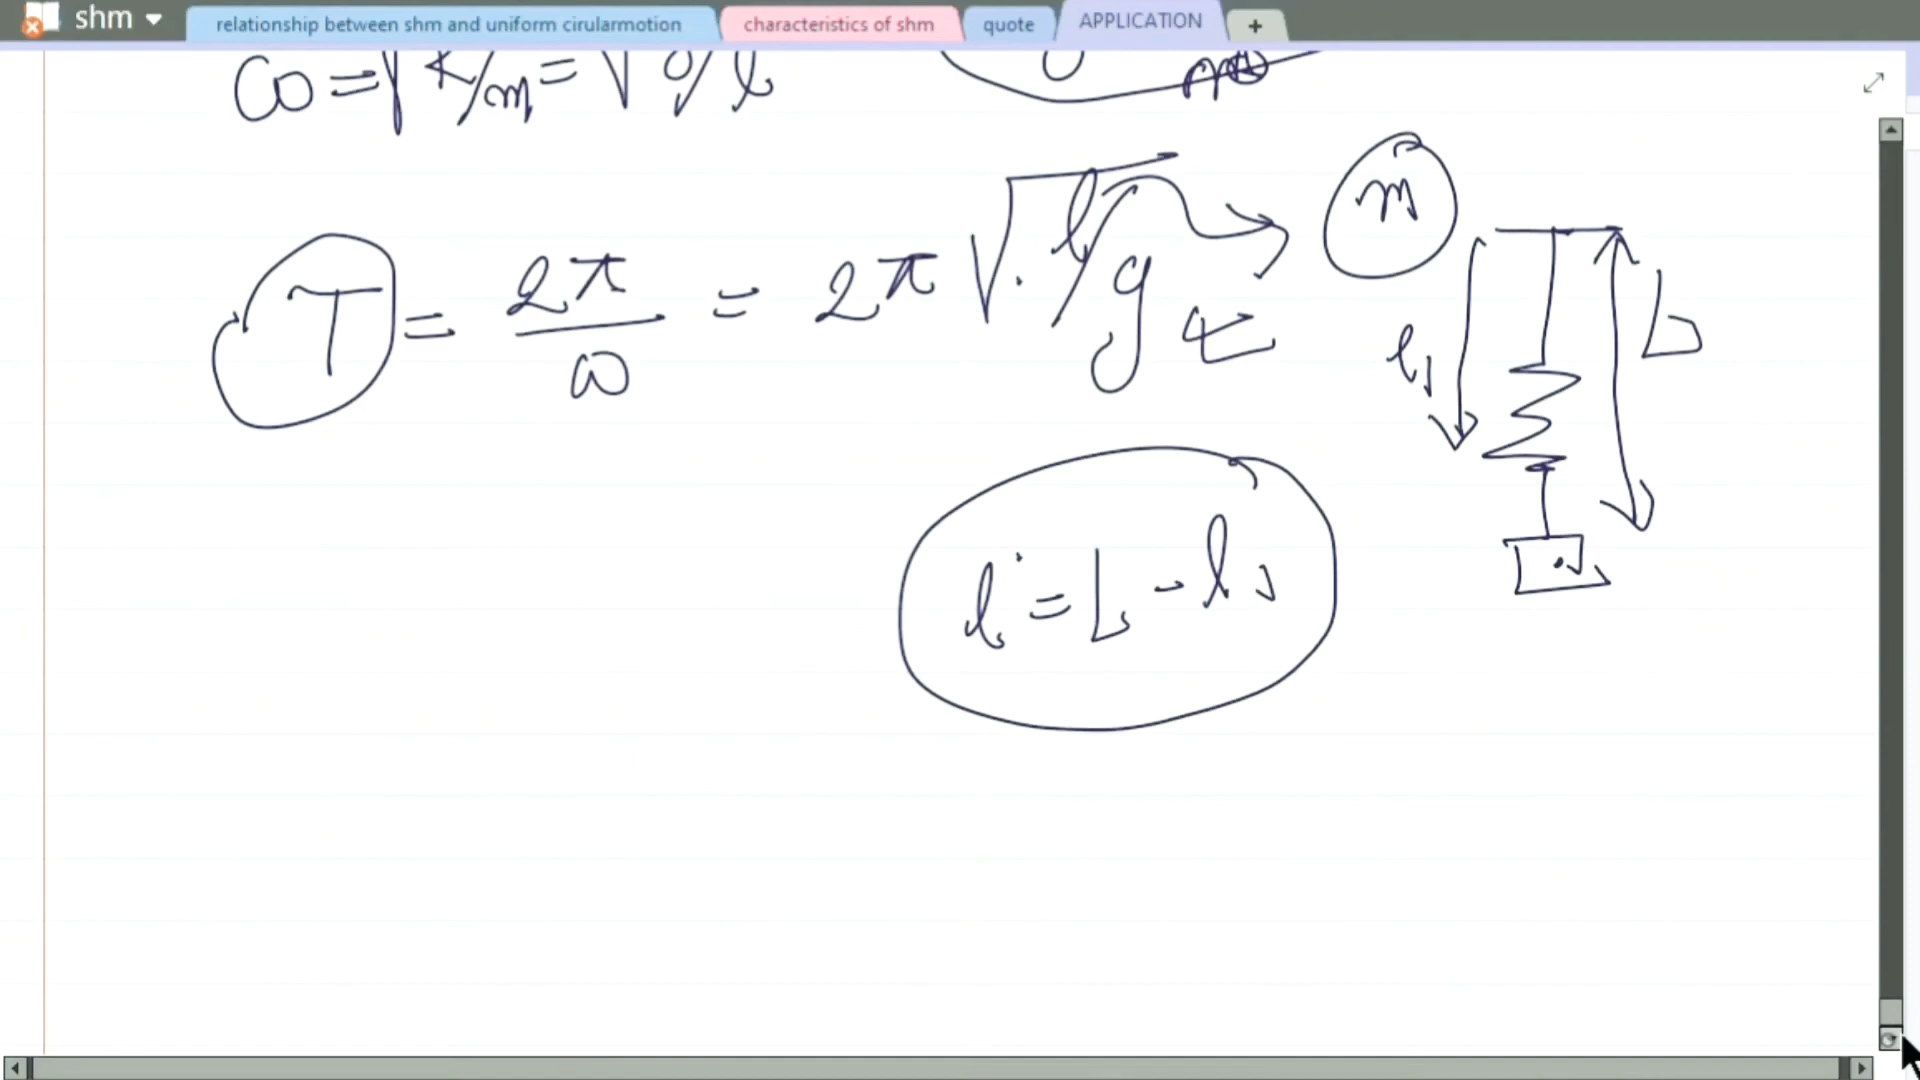 shm
relationship between shm and uniform cirularmotion
characteristics of shm
quote
APPLICATION
+
ω = √k/m = √g/l
T = 2π/ω = 2π √l/g
m
l₁
L
l = L - l₁